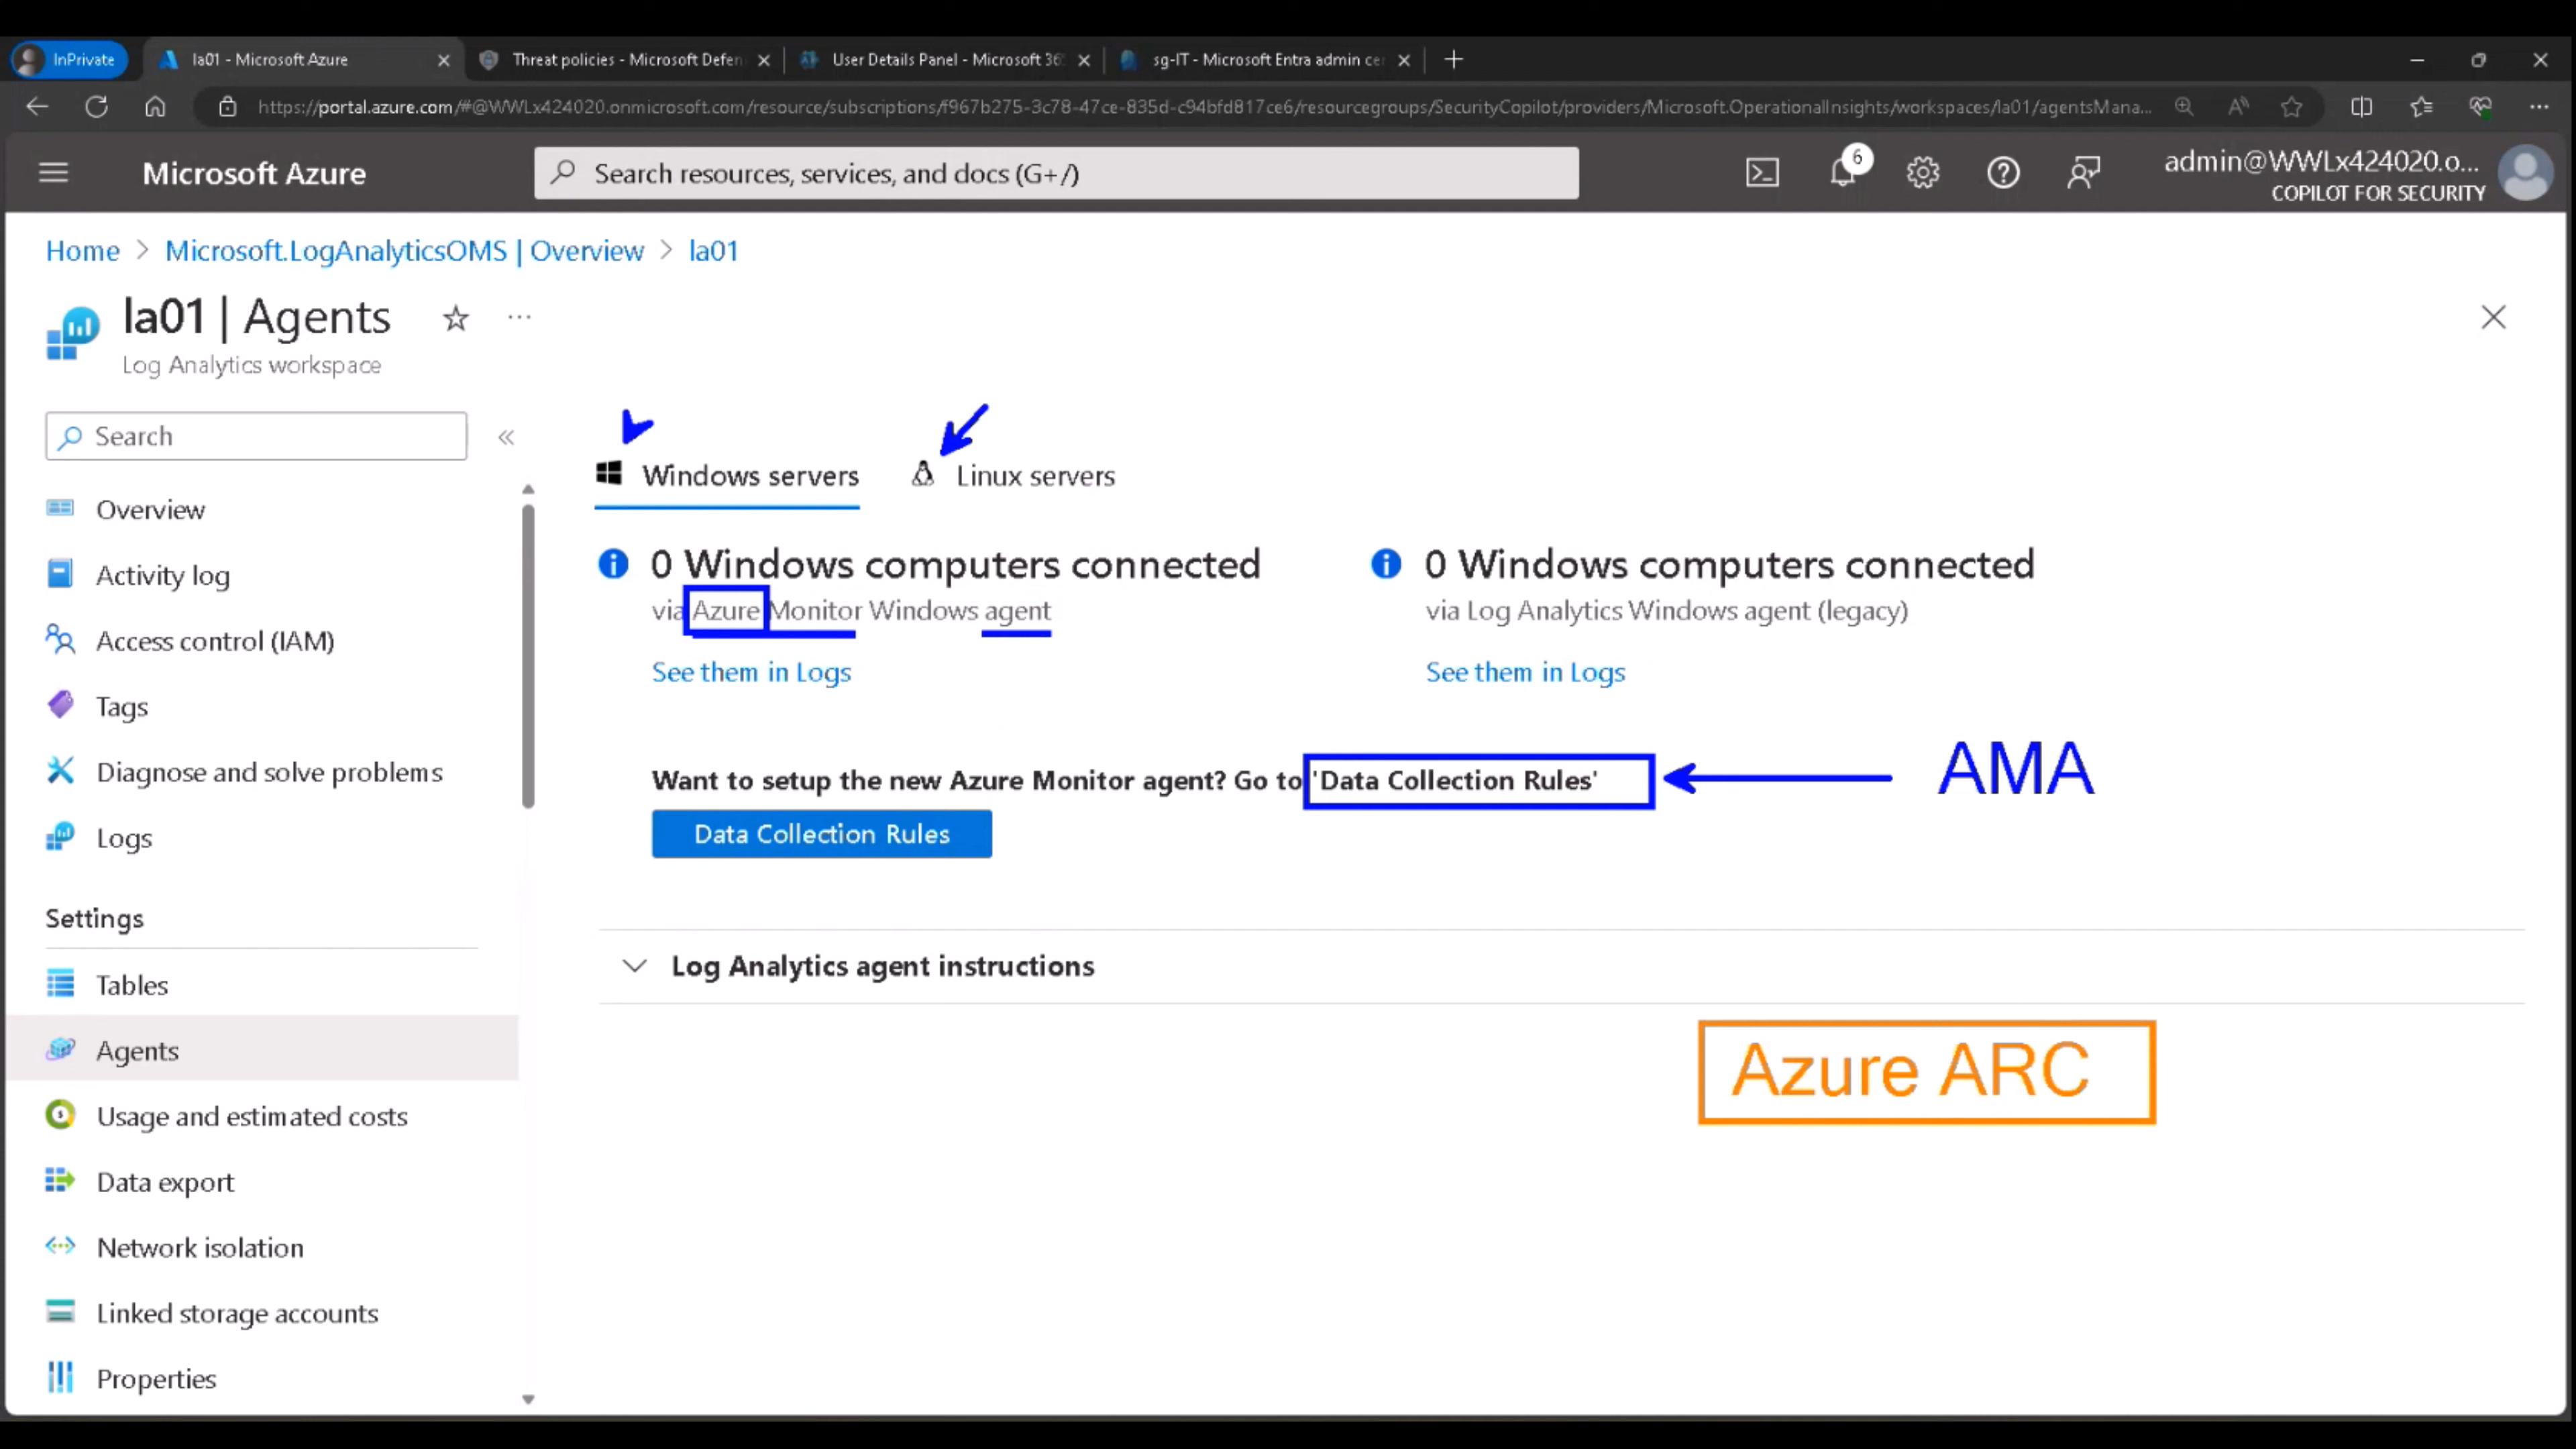 InPrivate
la01 - Microsoft Azure
Threat policies - Microsoft Defen
User Details Panel - Microsoft 36
sg-IT - Microsoft Entra admin cer
https://portal.azure.com/#@WWLx424020.onmicrosoft.com/resource/subscriptions/f967b275-3c78-47ce-835d-c94bfd817ce6/resourcegroups/SecurityCopilot/providers/Microsoft.OperationalInsights/workspaces/la01/agentsMana...
Microsoft Azure
Search resources, services, and docs (G+/)
6
admin@WWLx424020.o...
COPILOT FOR SECURITY
Home > Microsoft.LogAnalyticsOMS | Overview > la01
la01 | Agents
Log Analytics workspace
Search
Overview
Activity log
Access control (IAM)
Tags
Diagnose and solve problems
Logs
Settings
Tables
Agents
Usage and estimated costs
Data export
Network isolation
Linked storage accounts
Properties
Windows servers
Linux servers
0 Windows computers connected
via Azure Monitor Windows agent
See them in Logs
0 Windows computers connected
via Log Analytics Windows agent (legacy)
See them in Logs
Want to setup the new Azure Monitor agent? Go to 'Data Collection Rules'
AMA
Data Collection Rules
Log Analytics agent instructions
Azure ARC